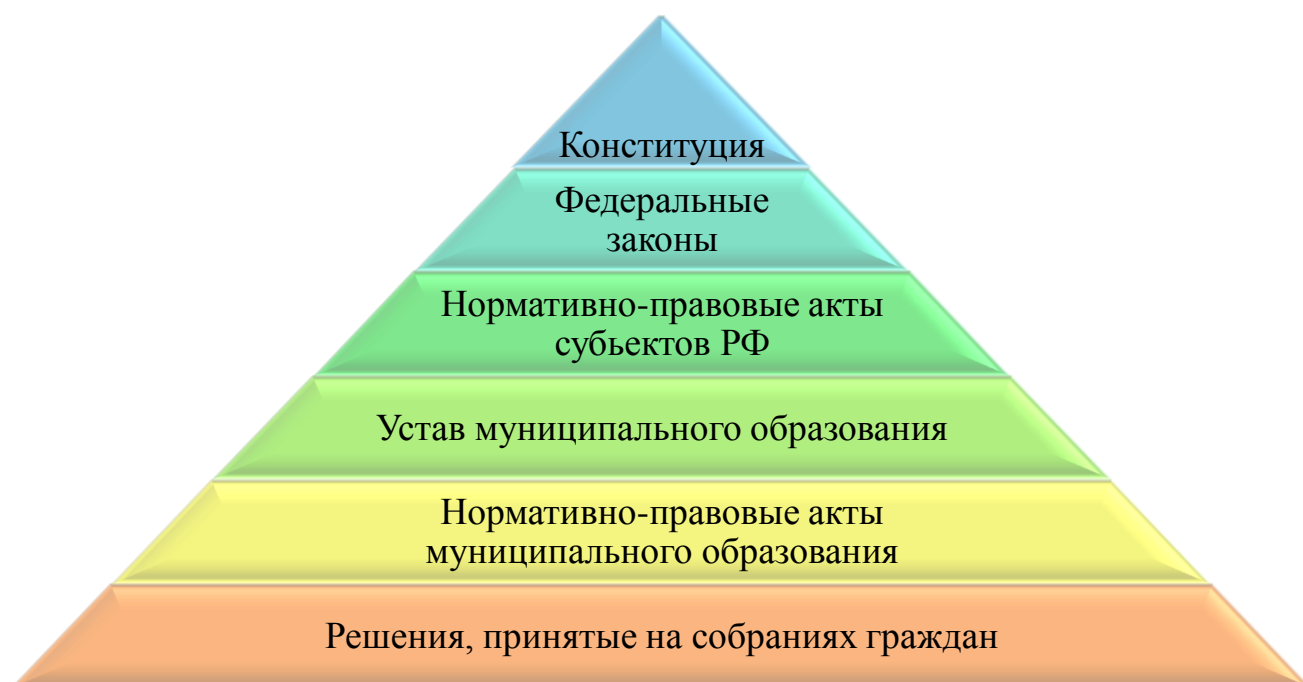 Конституция
Федеральные
законы
Нормативно-правовые акты
субьектов РФ
Устав муниципального образования
Нормативно-правовые акты
муниципального образования
Решения, принятые на собраниях граждан